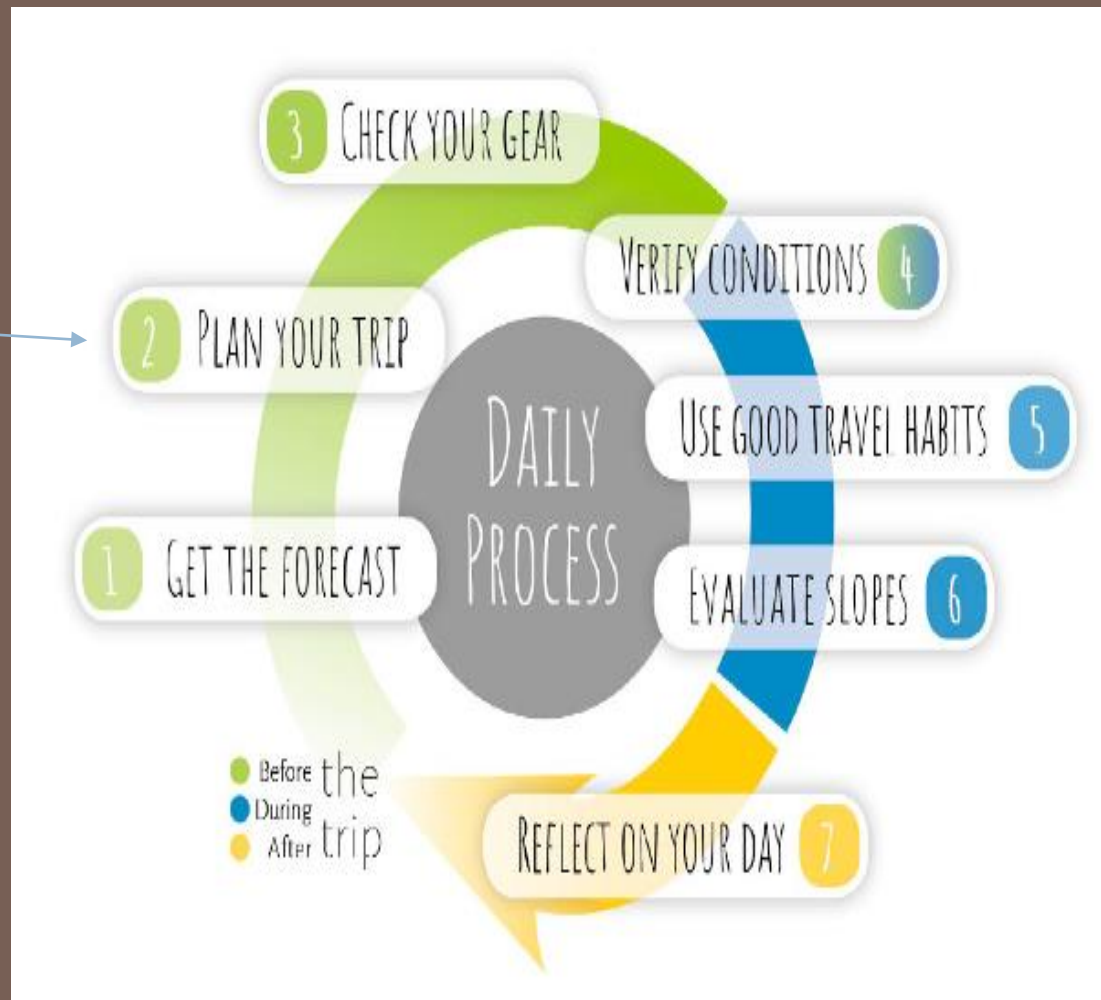 3 CHECK YOUR GEAR
VERIFY CONDITIONS 4
2 PLAN YOUR TRIP
USE GOOD TRAVEL HABITS 5
DAILY
PROCESS
1 GET THE FORECAST
EVALUATE SLOPES 6
Before the
During
After trip
REFLECT ON YOUR DAY 7